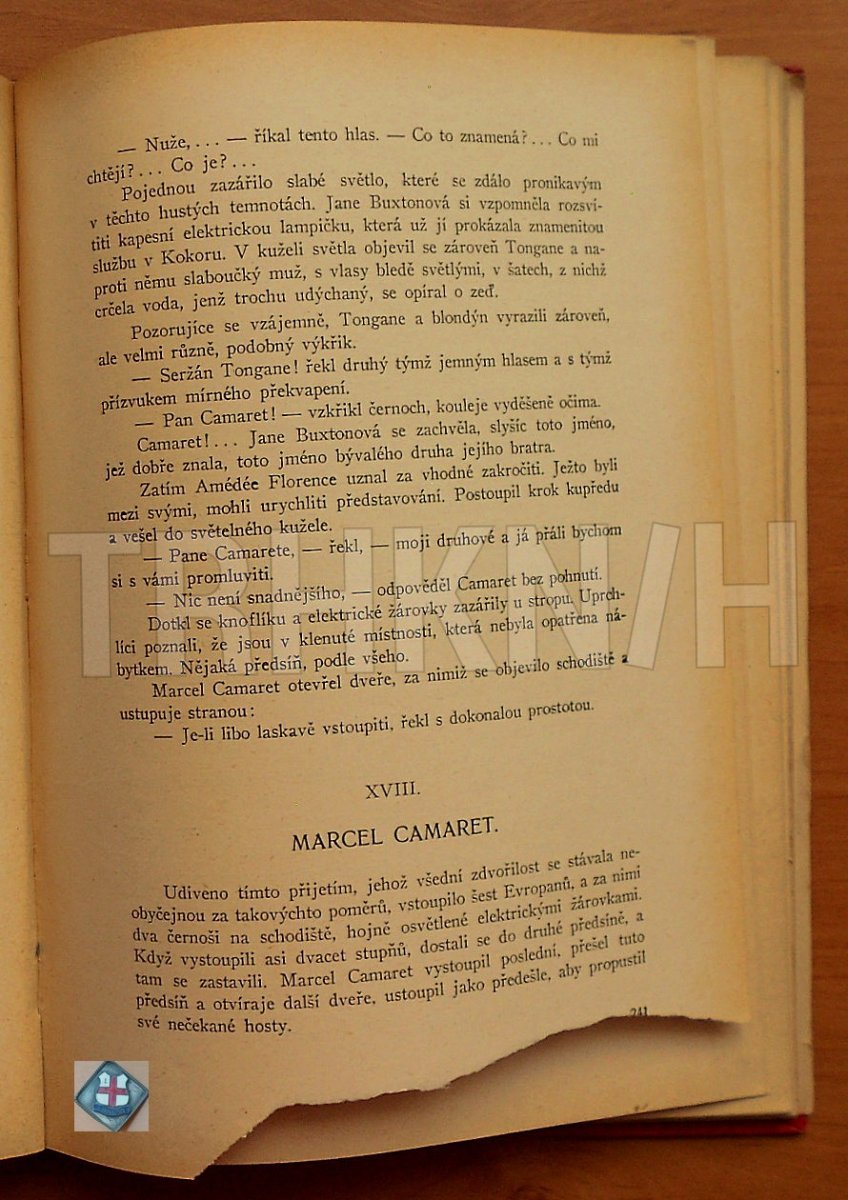 — Nuže,... — říkal tento hlas. — Co to znamená?... Co mi
chtějí?... Co je?...
Pojednou zazářilo slabé světlo, které se zdálo pronikavým
v těchto hustých temnotách. Jane Buxtonová si vzpomněla rozsví-
titi kapesní elektrickou lampičku, která už jí prokázala znamenitou
službu v Kokoru. V kuželi světla objevil se zároveň Tongane a na-
proti němu slaboučký muž, s vlasy bledě světlými, v šatech, z nichž
crčela voda, jenž trochu udýchaný, se opíral o zeď.
Pozorujíce se vzájemně, Tongane a blondýn vyrazili zároveň,
ale velmi různě, podobný výkřik.
— Seržán Tongane! řekl druhý týmž jemným hlasem a s týmž
přízvukem mírného překvapení.
— Pan Camaret! — vzkřikl černoch, kouleje vyděšeně očima.
Camaret!... Jane Buxtonová se zachvěla, slyšíc toto jméno,
jež dobře znala, toto jméno bývalého druha jejího bratra.
Zatím Amédée Florence uznal za vhodné zakročiti. Ježto byli
mezi svými, mohli urychliti představování. Postoupil krok kupředu
a vešel do světelného kužele.
— Pane Camarete, — řekl, — moji druhové a já přáli bychom
si s vámi promluviti.
— Nic není snadnějšího, — odpověděl Camaret bez pohnutí.
Dotkl se knoflíku a elektrické žárovky zazářily u stropu. Uprch-
líci poznali, že jsou v klenuté místnosti, která nebyla opatřena ná-
bytkem. Nějaká předsíň, podle všeho.
Marcel Camaret otevřel dveře, za nimiž se objevilo schodiště a
ustupuje stranou:
— Je-li libo laskavě vstoupiti, řekl s dokonalou prostotou.
XVIII.
MARCEL CAMARET.
Udiveno tímto přijetím, jehož všední zdvořilost se stávala ne-
obyčejnou za takovýchto poměrů, vstoupilo šest Evropanů, a za nimi
dva černoši na schodiště, hojně osvětlené elektrickými žárovkami.
Když vystoupili asi dvacet stupňů, dostali se do druhé předsíně, a
tam se zastavili. Marcel Camaret vystoupil poslední, přešel tuto
předsíň a otvíraje další dveře, ustoupil jako předešle, aby propustil
své nečekané hosty.
241